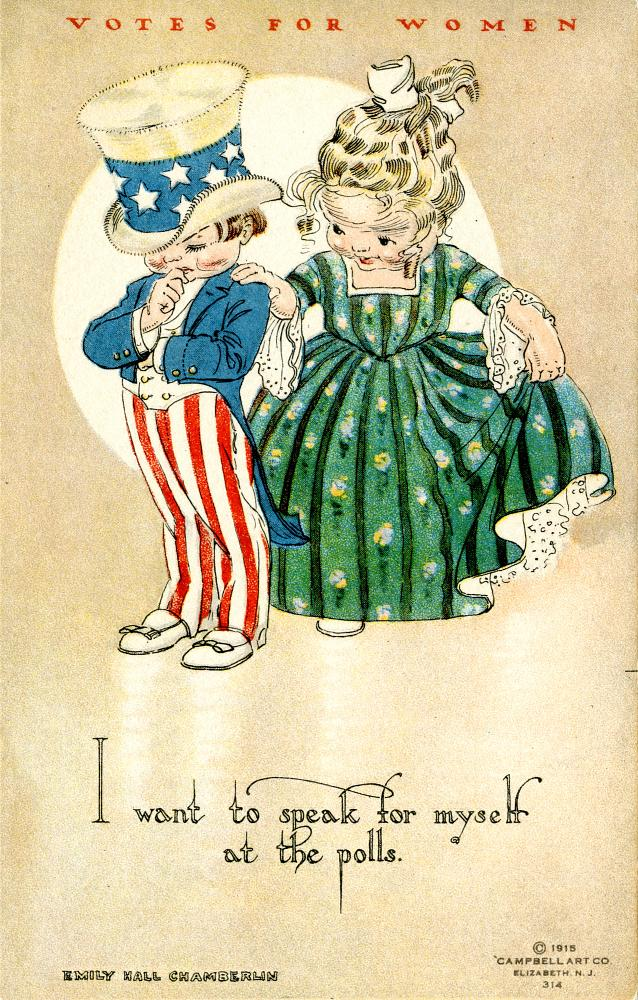 VOTES FOR WOMEN
I want to speak for myself
at the polls.
EMILY HALL CHAMBERLIN
© 1915
CAMPBELL ART CO.
ELIZABETH, N. J.
314